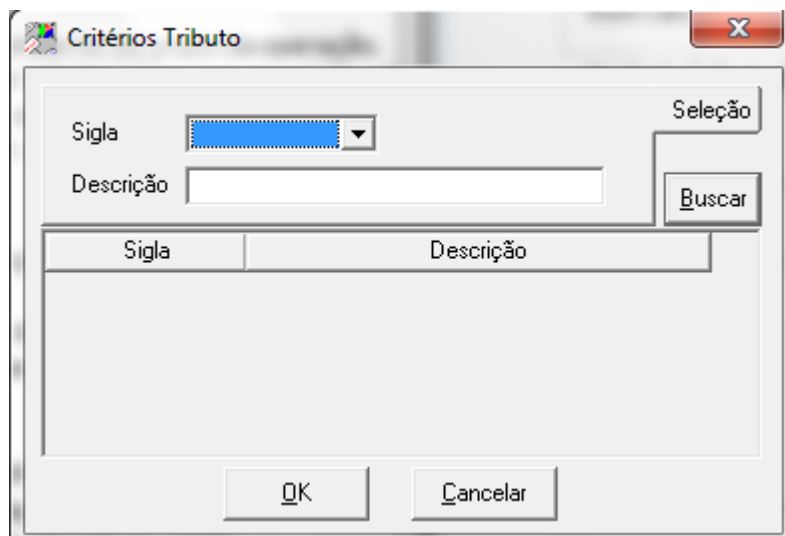 Critérios Tributo
Seleção
Sigla
Descrição
Buscar
Sigla Descrição
OK Cancelar